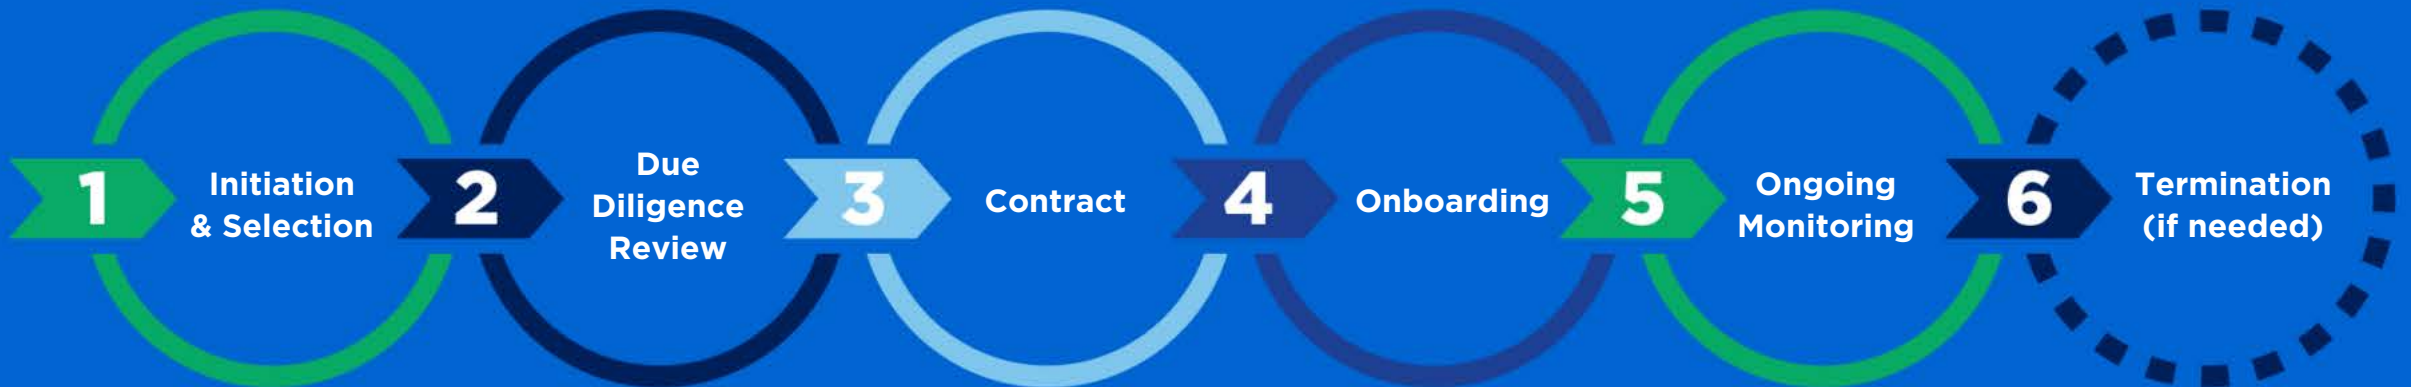 1
Initiation
& Selection
2
Due
Diligence
Review
3
Contract
4
Onboarding
5
Ongoing
Monitoring
6
Termination
(if needed)